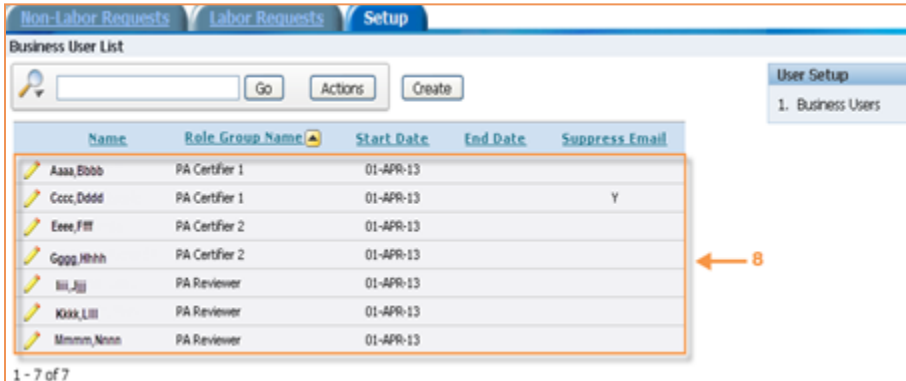 Non-Labor Requests Labor Requests Setup
Business User List
Go Actions Create
User Setup
1. Business Users
Name Role Group Name Start Date End Date Suppress Email
Aaaa,Bbbb PA Certifier 1 01-APR-13
Cccc,Dddd PA Certifier 1 01-APR-13 Y
Eeee,Ffff PA Certifier 2 01-APR-13
Gggg,Hhhh PA Certifier 2 01-APR-13
Iiii,Jjjj PA Reviewer 01-APR-13
Kkkk,Llll PA Reviewer 01-APR-13
Mmmm,Nnnn PA Reviewer 01-APR-13
8
1 - 7 of 7